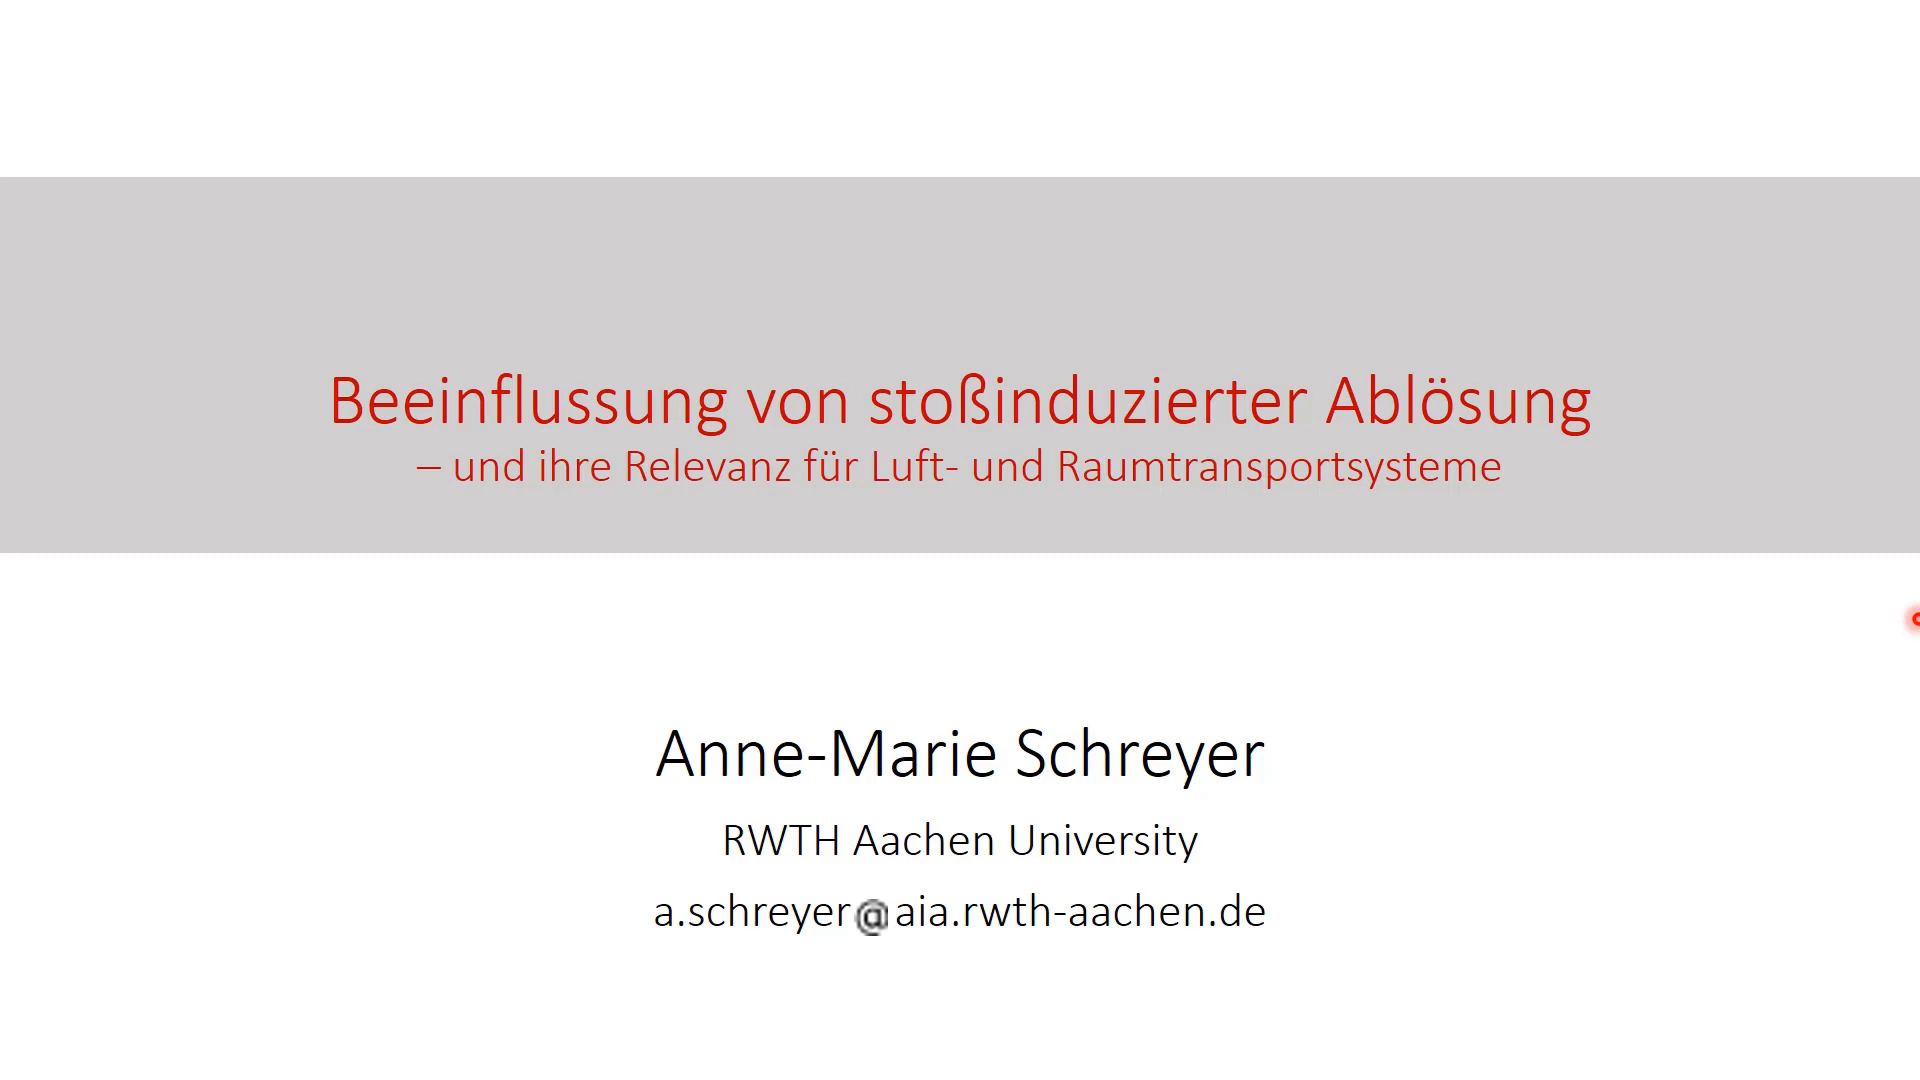 Beeinflussung von stoßinduzierter Ablösung
– und ihre Relevanz für Luft- und Raumtransportsysteme
Anne-Marie Schreyer
RWTH Aachen University
a.schreyer@aia.rwth-aachen.de